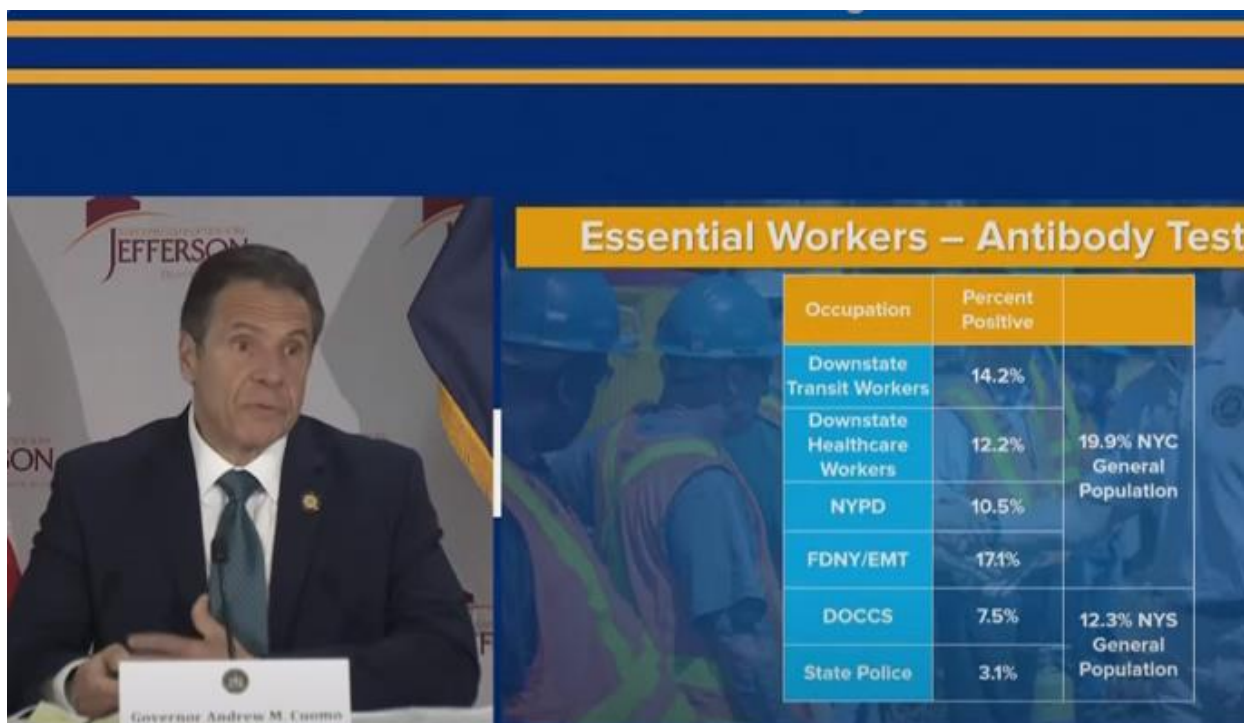 JEFFERSON
SON
JEFF
Governor Andrew M. Cuomo
Essential Workers – Antibody Test
Occupation
Percent
Positive
Downstate
Transit Workers
14.2%
Downstate
Healthcare
Workers
12.2%
NYPD
10.5%
FDNY/EMT
17.1%
19.9% NYC
General
Population
DOCCS
7.5%
State Police
3.1%
12.3% NYS
General
Population